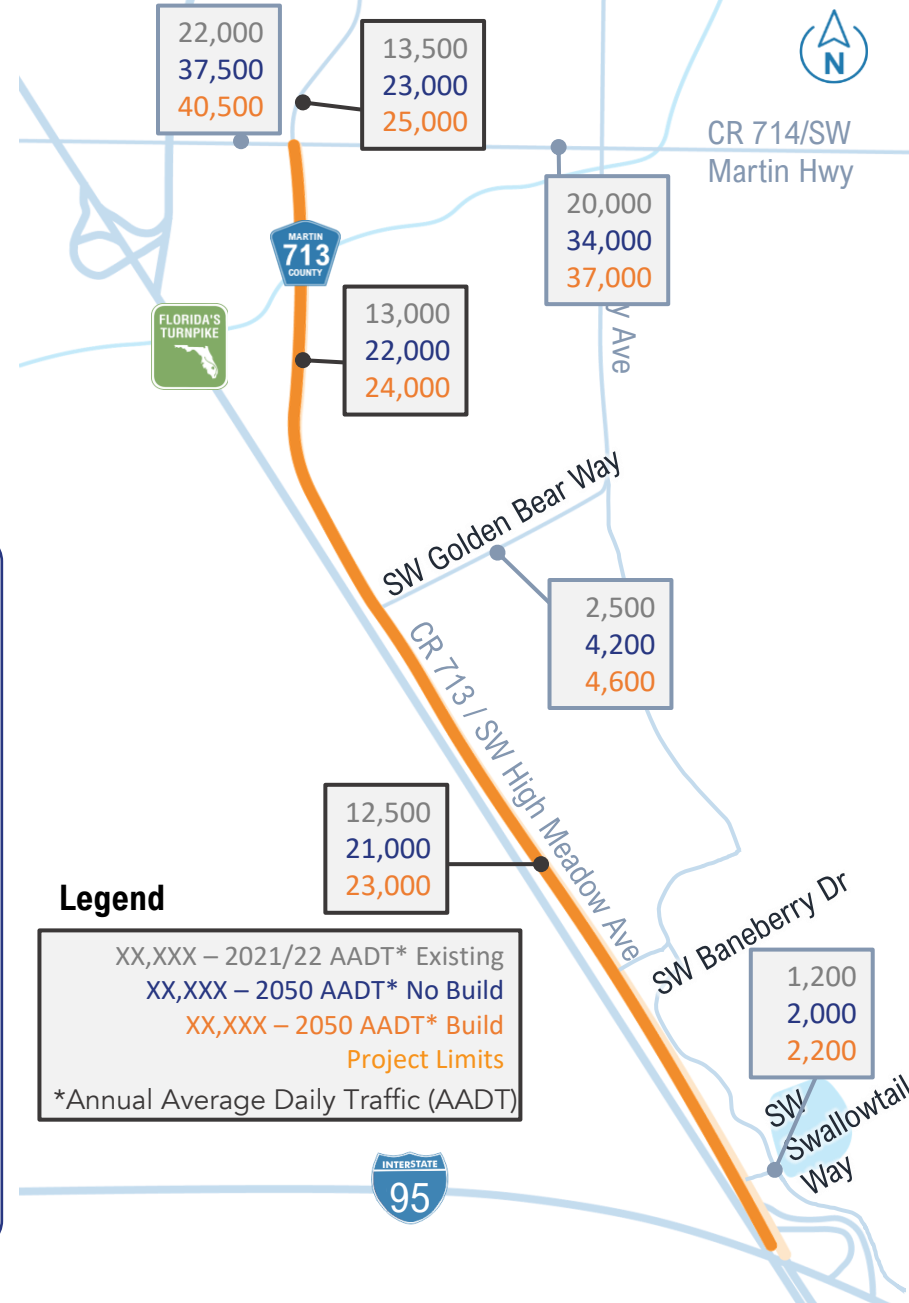 22,000
37,500
40,500
13,500
23,000
25,000
N
CR 714/SW
Martin Hwy
20,000
34,000
37,000
MARTIN
713
COUNTY
FLORIDA'S
TURNPIKE
13,000
22,000
24,000
y Ave
SW Golden Bear Way
2,500
4,200
4,600
CR 713 / SW High Meadow Ave
12,500
21,000
23,000
SW Baneberry Dr
1,200
2,000
2,200
SW
Swallowtail
Way
Legend
XX,XXX – 2021/22 AADT* Existing
XX,XXX – 2050 AADT* No Build
XX,XXX – 2050 AADT* Build
Project Limits
*Annual Average Daily Traffic (AADT)
INTERSTATE
95